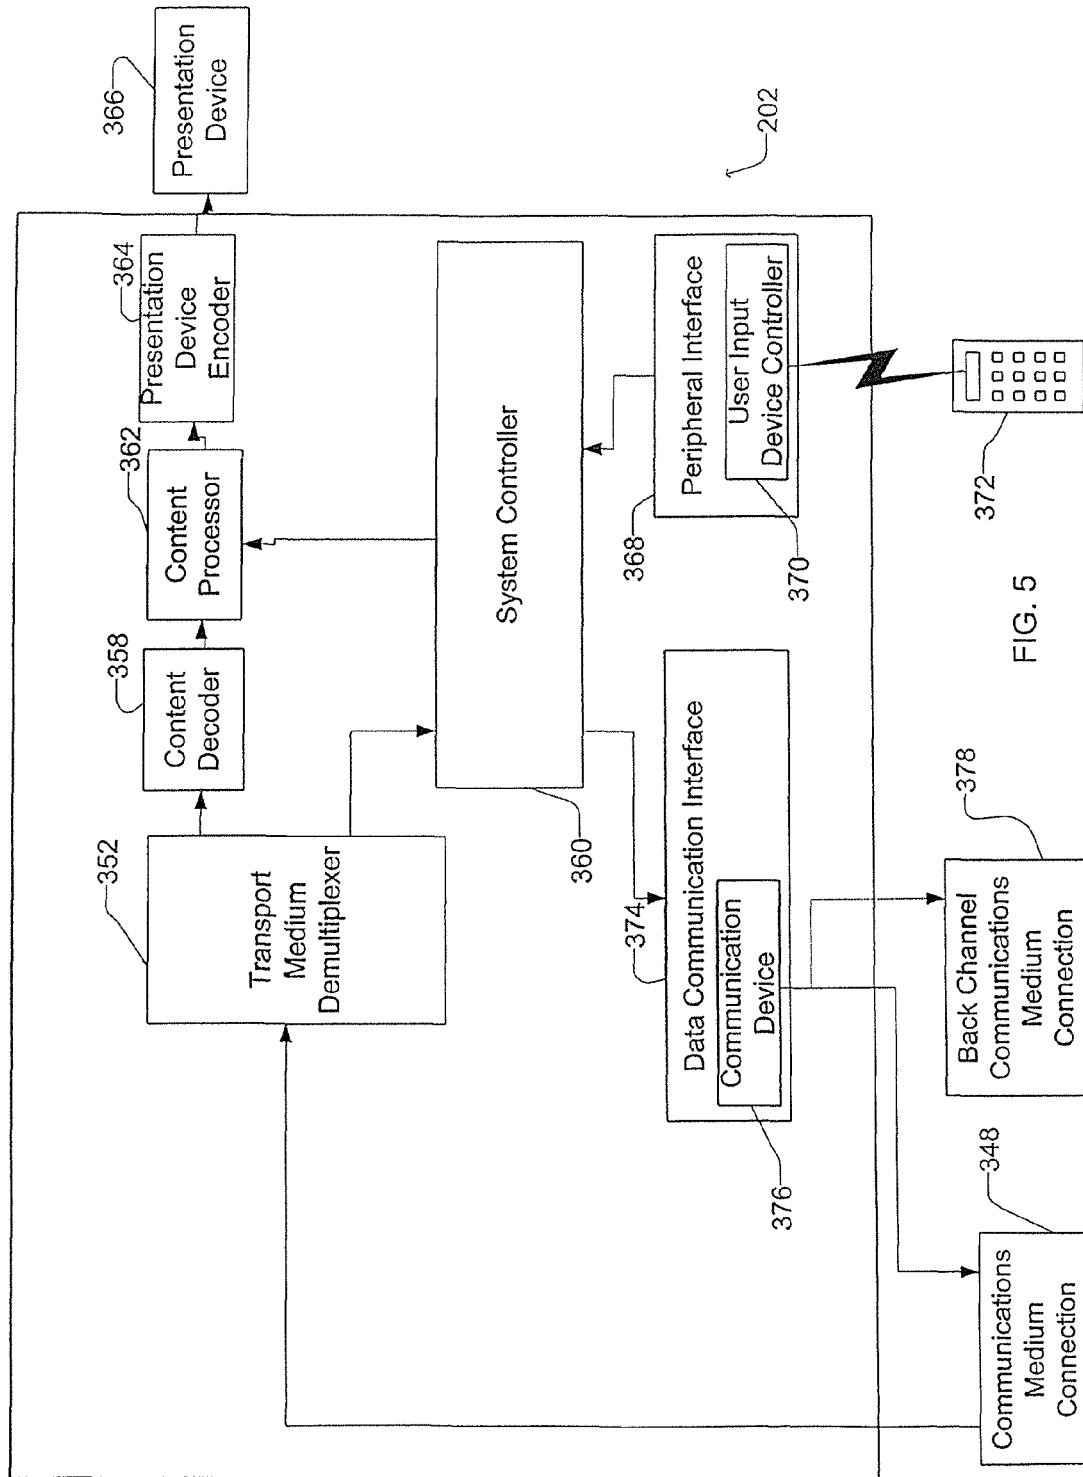 366
Presentation
Device
364
Presentation
Device
Encoder
362
Content
Processor
358
Content
Decoder
352
Transport
Medium
Demultiplexer
System Controller
360
202
Peripheral Interface
User Input
Device Controller
368
370
372
Data Communication Interface
374
Communication
Device
376
Back Channel
Communications
Medium
Connection
378
Communications
Medium
Connection
348
FIG. 5